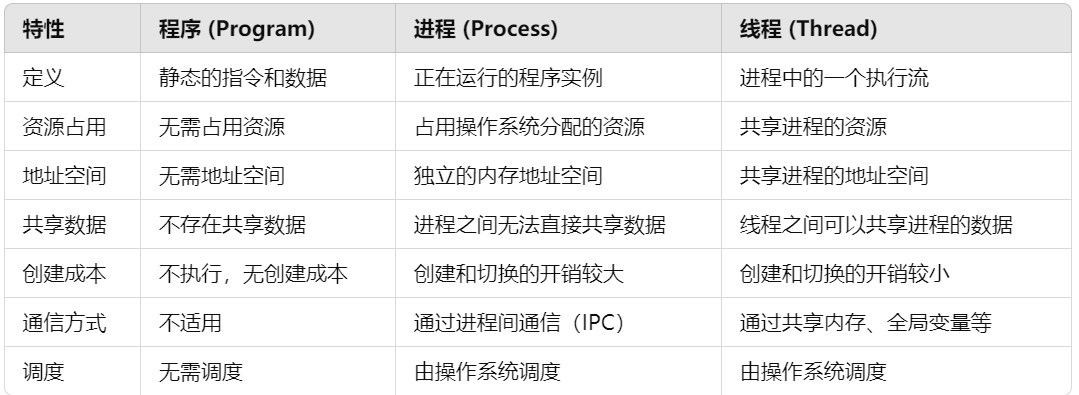 特性 程序 (Program) 进程 (Process) 线程 (Thread)
定义 静态的指令和数据 正在运行的程序实例 进程中的一个执行流
资源占用 无需占用资源 占用操作系统分配的资源 共享进程的资源
地址空间 无需地址空间 独立的内存地址空间 共享进程的地址空间
共享数据 不存在共享数据 进程之间无法直接共享数据 线程之间可以共享进程的数据
创建成本 不执行，无创建成本 创建和切换的开销较大 创建和切换的开销较小
通信方式 不适用 通过进程间通信（IPC） 通过共享内存、全局变量等
调度 无需调度 由操作系统调度 由操作系统调度